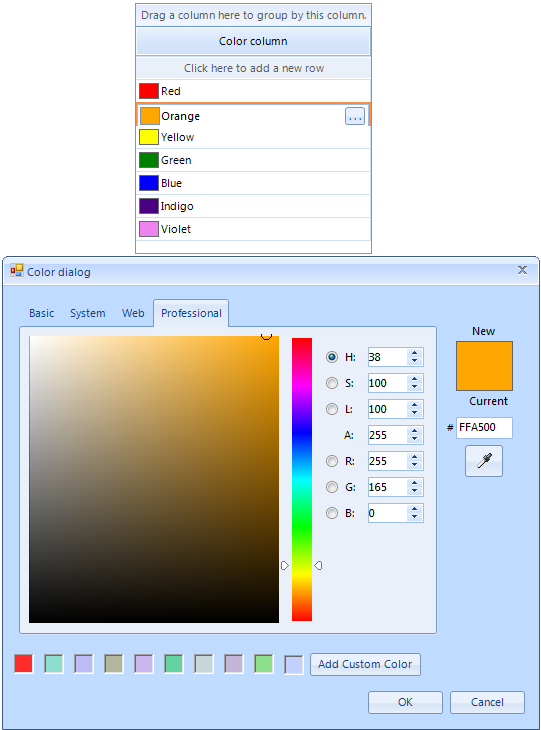 Drag a column here to group by this column.
Color column
Click here to add a new row
Red
Orange ...
Yellow
Green
Blue
Indigo
Violet
Color dialog
Basic System Web Professional
New
Current
# FFA500
H: 38
S: 100
L: 100
A: 255
R: 255
G: 165
B: 0
Add Custom Color
OK Cancel